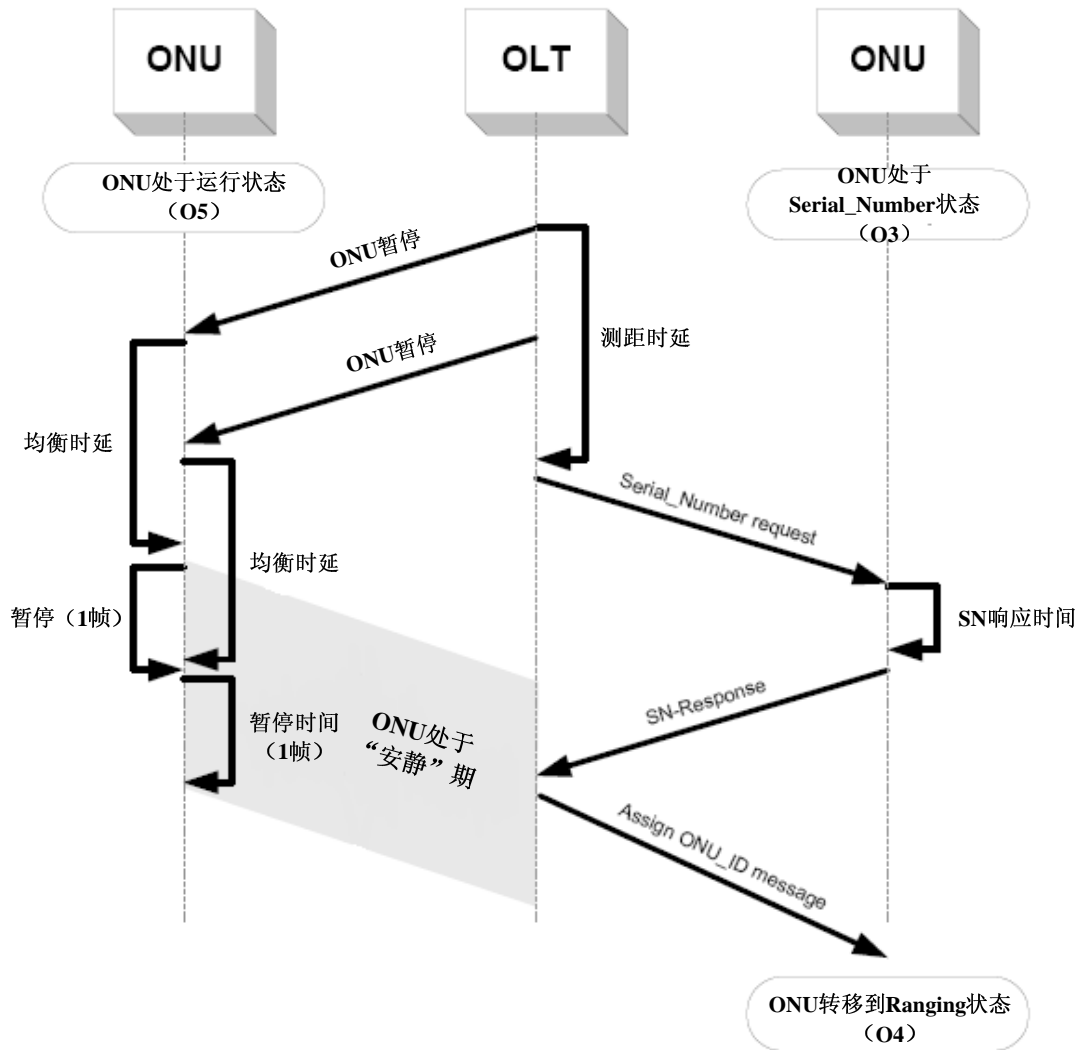 ONU
OLT
ONU
ONU处于运行状态
（O5）
ONU处于
Serial_Number状态
（O3）
ONU暂停
ONU暂停
测距时延
均衡时延
Serial_Number request
均衡时延
暂停（1帧）
SN响应时间
SN-Response
暂停时间
（1帧）
ONU处于
“安静”期
Assign ONU_ID message
ONU转移到Ranging状态
（O4）